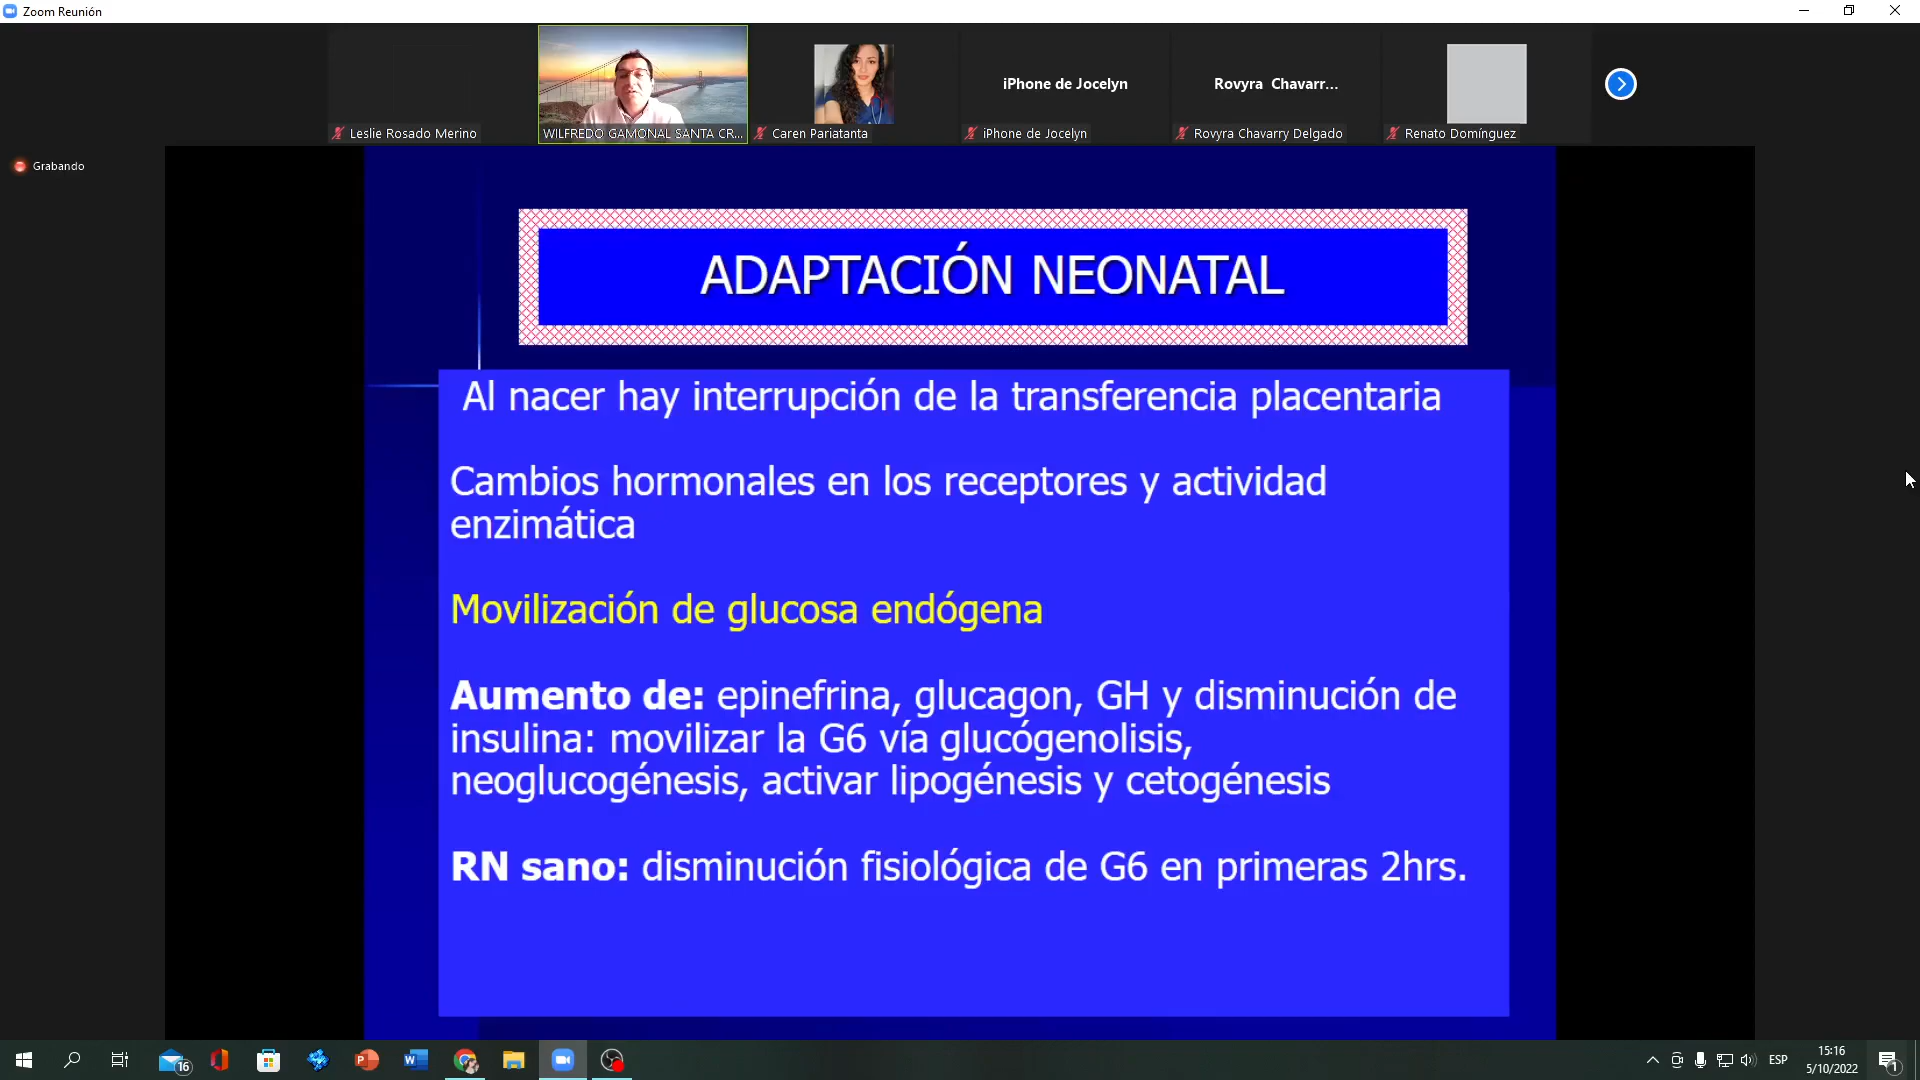 Zoom Reunión
iPhone de Jocelyn
Rovyra Chavarr...
Leslie Rosado Merino
WILFREDO GAMONAL SANTA CR...
Caren Pariatanta
iPhone de Jocelyn
Rovyra Chavarry Delgado
Renato Domínguez
Grabando
ADAPTACIÓN NEONATAL
Al nacer hay interrupción de la transferencia placentaria
Cambios hormonales en los receptores y actividad
enzimática
Movilización de glucosa endógena
Aumento de: epinefrina, glucagon, GH y disminución de
insulina: movilizar la G6 vía glucógenolisis,
neoglucogénesis, activar lipogénesis y cetogénesis
RN sano: disminución fisiológica de G6 en primeras 2hrs.
16
ESP
15:16
5/10/2022
1